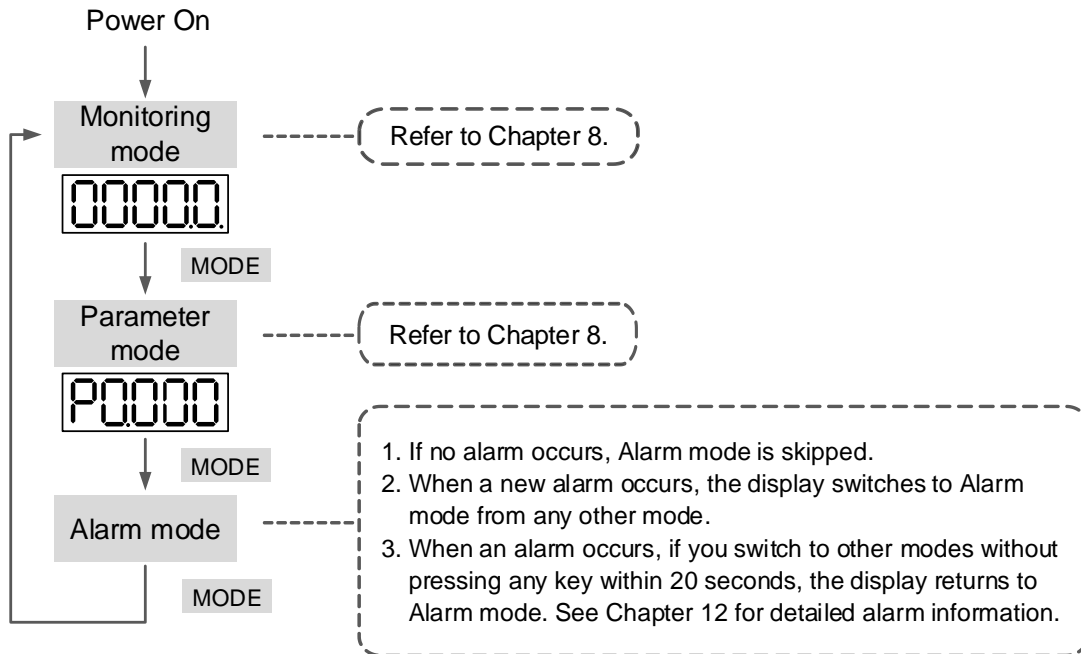 Power On
Monitoring
mode
Refer to Chapter 8.
0000.0.
MODE
Parameter
mode
Refer to Chapter 8.
P0.000
MODE
Alarm mode
1. If no alarm occurs, Alarm mode is skipped.
2. When a new alarm occurs, the display switches to Alarm
mode from any other mode.
3. When an alarm occurs, if you switch to other modes without
pressing any key within 20 seconds, the display returns to
Alarm mode. See Chapter 12 for detailed alarm information.
MODE